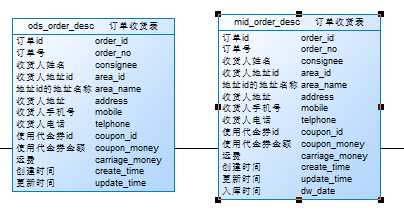 ods_order_desc 订单收货表
订单id order_id
订单号 order_no
收货人姓名 consignee
收货人地址id area_id
地址id的地址名称 area_name
收货人地址 address
收货人手机号 mobile
收货人电话 telphone
使用代金券id coupon_id
使用代金券金额 coupon_money
运费 carriage_money
创建时间 create_time
更新时间 update_time
mid_order_desc 订单收货表
订单id order_id
订单号 order_no
收货人姓名 consignee
收货人地址id area_id
地址id的地址名称 area_name
收货人地址 address
收货人手机号 mobile
收货人电话 telphone
使用代金券id coupon_id
使用代金券金额 coupon_money
运费 carriage_money
创建时间 create_time
更新时间 update_time
入库时间 dw_date